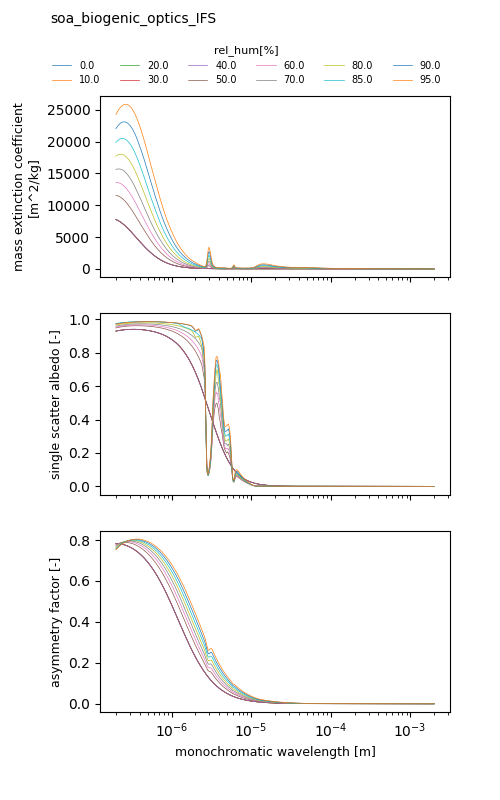 soa_biogenic_optics_IFS
rel_hum[%]
0.0 20.0 40.0 60.0 80.0 90.0
10.0 30.0 50.0 70.0 85.0 95.0
mass extinction coefficient
[m^2/kg]
25000
20000
15000
10000
5000
0
single scatter albedo [-]
1.0
0.8
0.6
0.4
0.2
0.0
asymmetry factor [-]
0.8
0.6
0.4
0.2
0.0
10⁻⁶ 10⁻⁵ 10⁻⁴ 10⁻³
monochromatic wavelength [m]